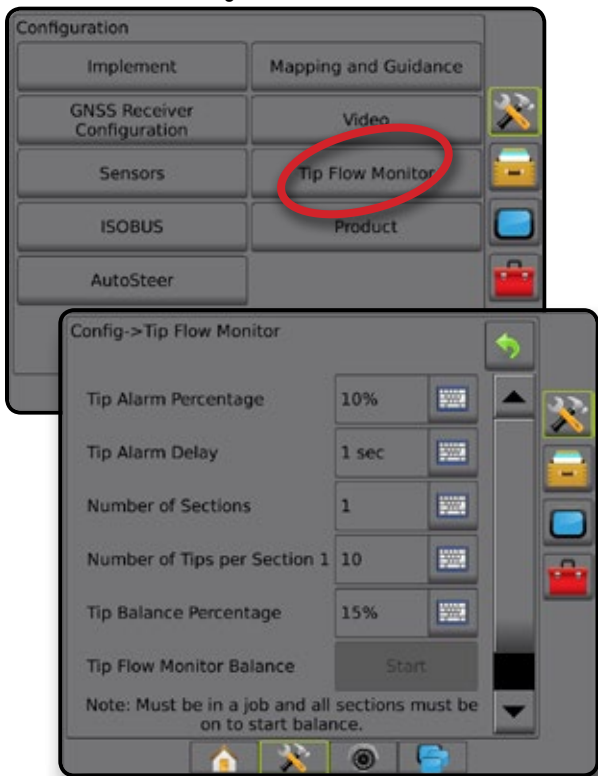 Configuration
Implement
Mapping and Guidance
GNSS Receiver
Configuration
Video
Sensors
Tip Flow Monitor
ISOBUS
Product
AutoSteer
Config->Tip Flow Monitor
Tip Alarm Percentage 10%
Tip Alarm Delay 1 sec
Number of Sections 1
Number of Tips per Section 1 10
Tip Balance Percentage 15%
Tip Flow Monitor Balance Start
Note: Must be in a job and all sections must be
on to start balance.